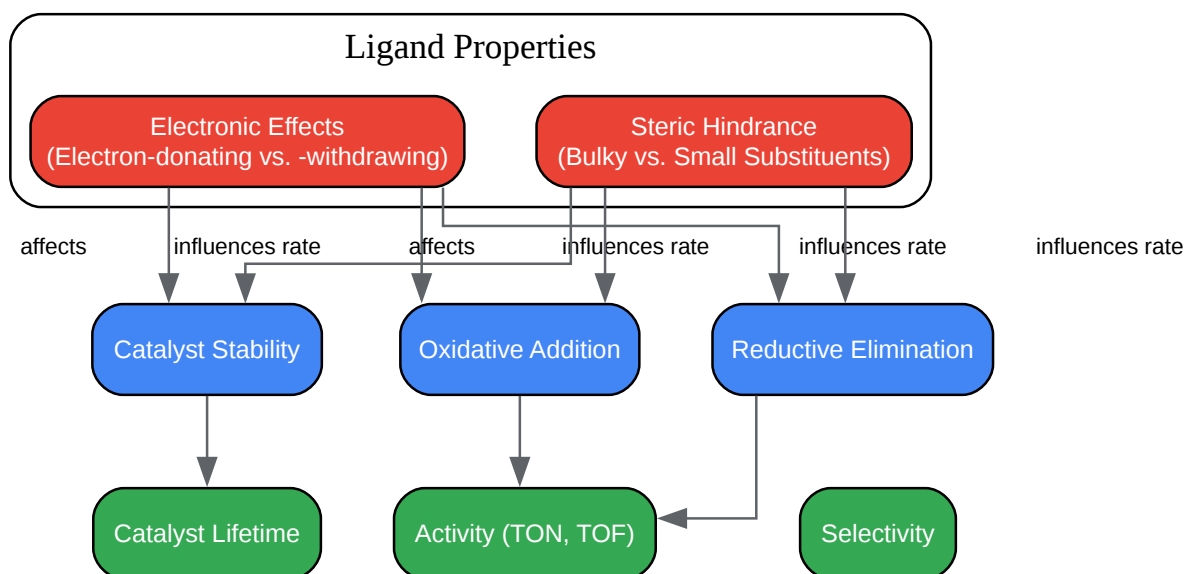 Ligand Properties
Electronic Effects
(Electron-donating vs. -withdrawing)
Steric Hindrance
(Bulky vs. Small Substituents)
affects
influences rate
affects
influences rate
influences rate
influences rate
Catalyst Stability
Oxidative Addition
Reductive Elimination
Catalyst Lifetime
Activity (TON, TOF)
Selectivity